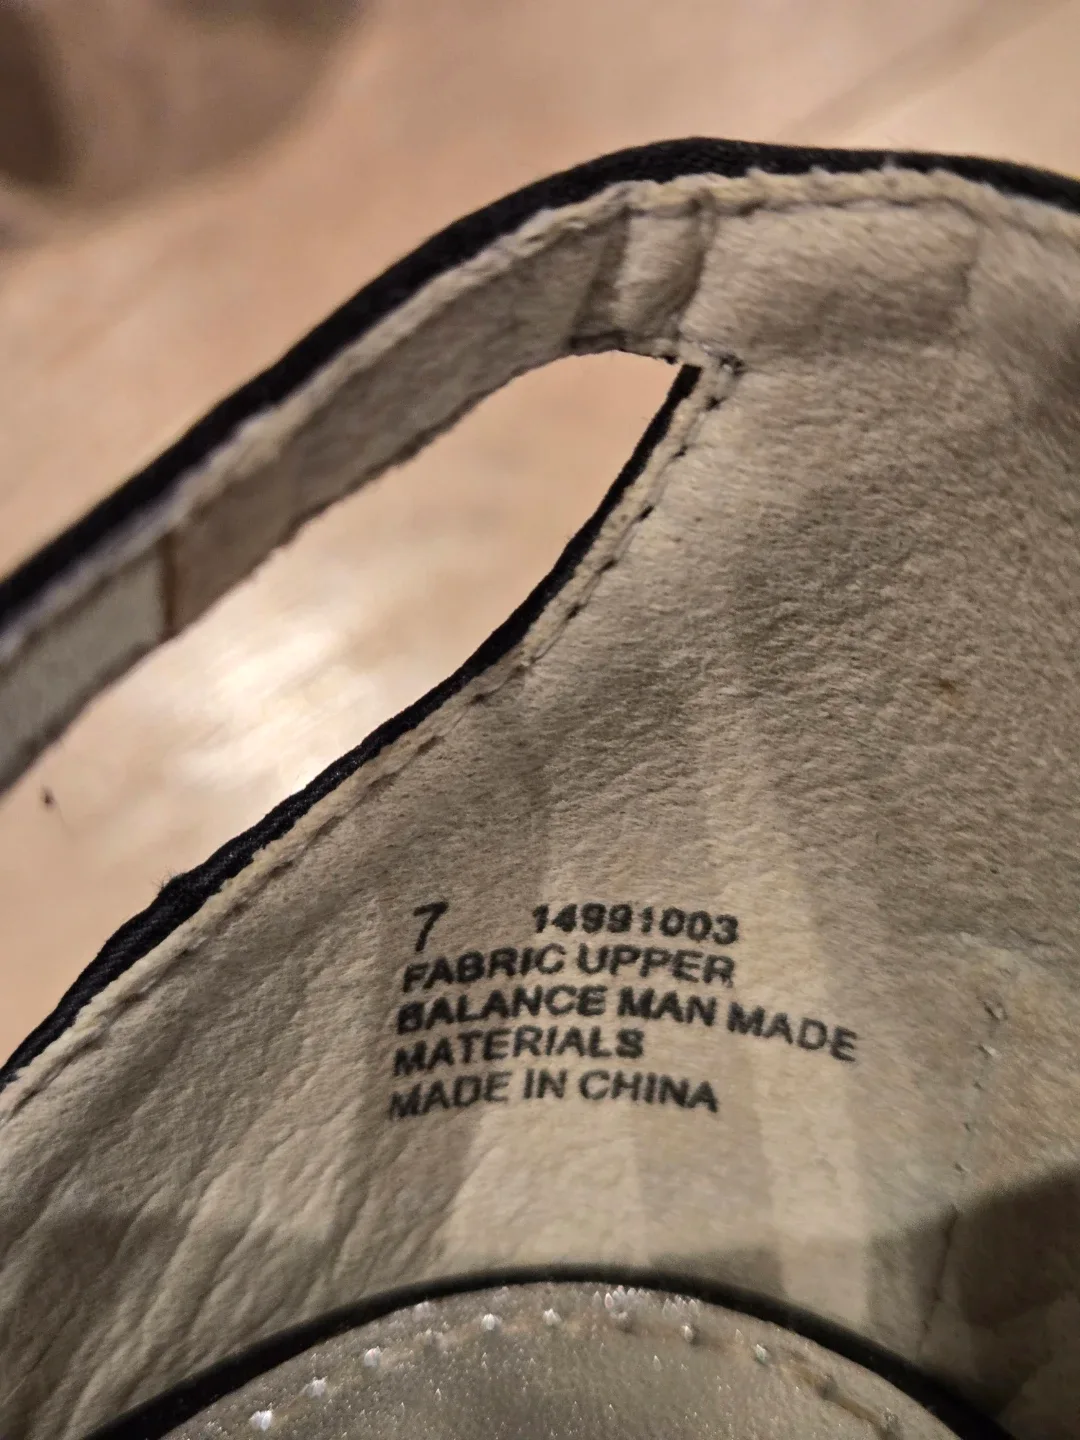 7 14991003
FABRIC UPPER
BALANCE MAN MADE
MATERIALS
MADE IN CHINA